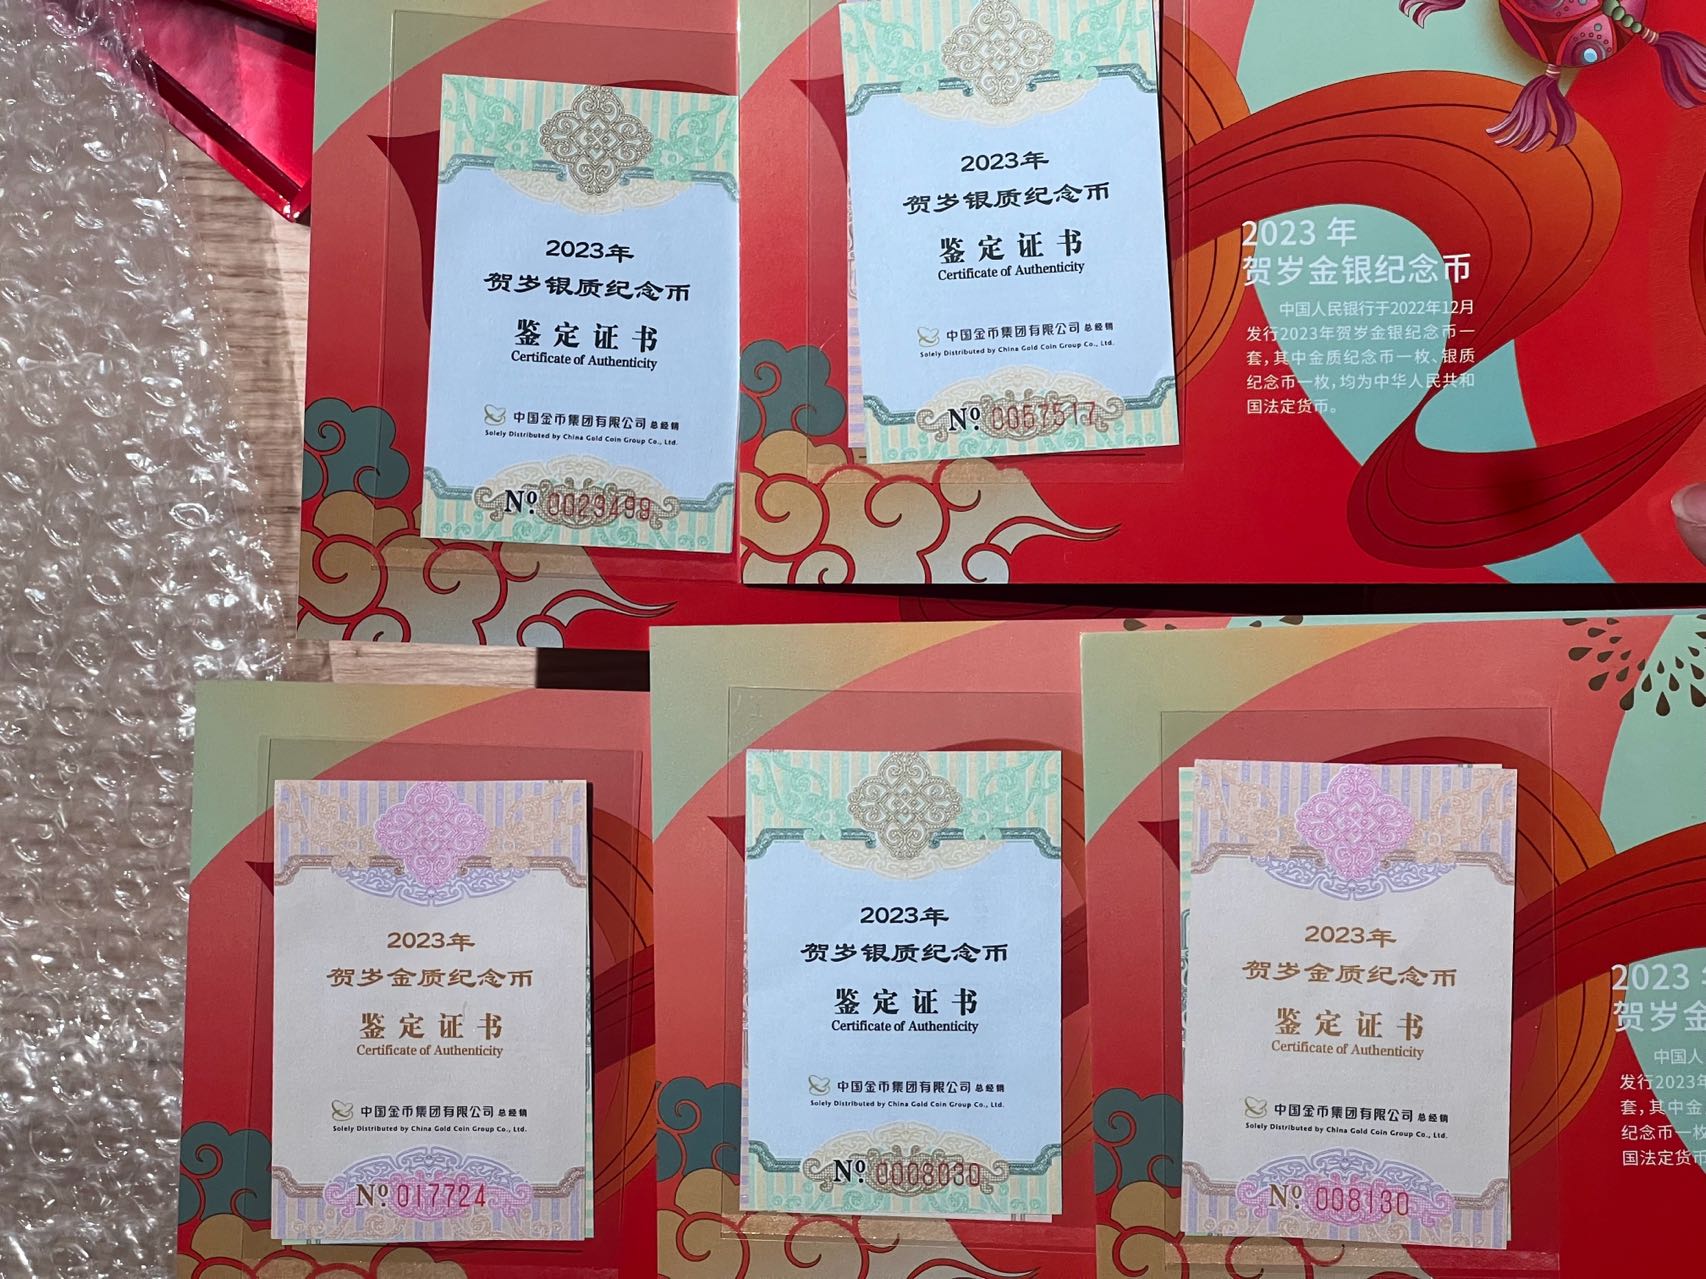 2023年
贺岁银质纪念币
鉴定证书
Certificate of Authenticity
中国金币集团有限公司 总经销
Solely Distributed by China Gold Coin Group Co., Ltd.
Nº 0029499
2023年
贺岁银质纪念币
鉴定证书
Certificate of Authenticity
中国金币集团有限公司 总经销
Solely Distributed by China Gold Coin Group Co., Ltd.
Nº 0057517
2023 年
贺岁金银纪念币
中国人民银行于2022年12月
发行2023年贺岁金银纪念币一
套,其中金质纪念币一枚、银质
纪念币一枚,均为中华人民共和
国法定货币。
2023年
贺岁金质纪念币
鉴定证书
Certificate of Authenticity
中国金币集团有限公司 总经销
Solely Distributed by China Gold Coin Group Co., Ltd.
Nº 017724
2023年
贺岁银质纪念币
鉴定证书
Certificate of Authenticity
中国金币集团有限公司 总经销
Solely Distributed by China Gold Coin Group Co., Ltd.
Nº 0008030
2023年
贺岁金质纪念币
鉴定证书
Certificate of Authenticity
中国金币集团有限公司 总经销
Solely Distributed by China Gold Coin Group Co., Ltd.
Nº 008130
2023
贺岁金
中国人
发行2023年
套,其中金
纪念币一枚
国法定货币